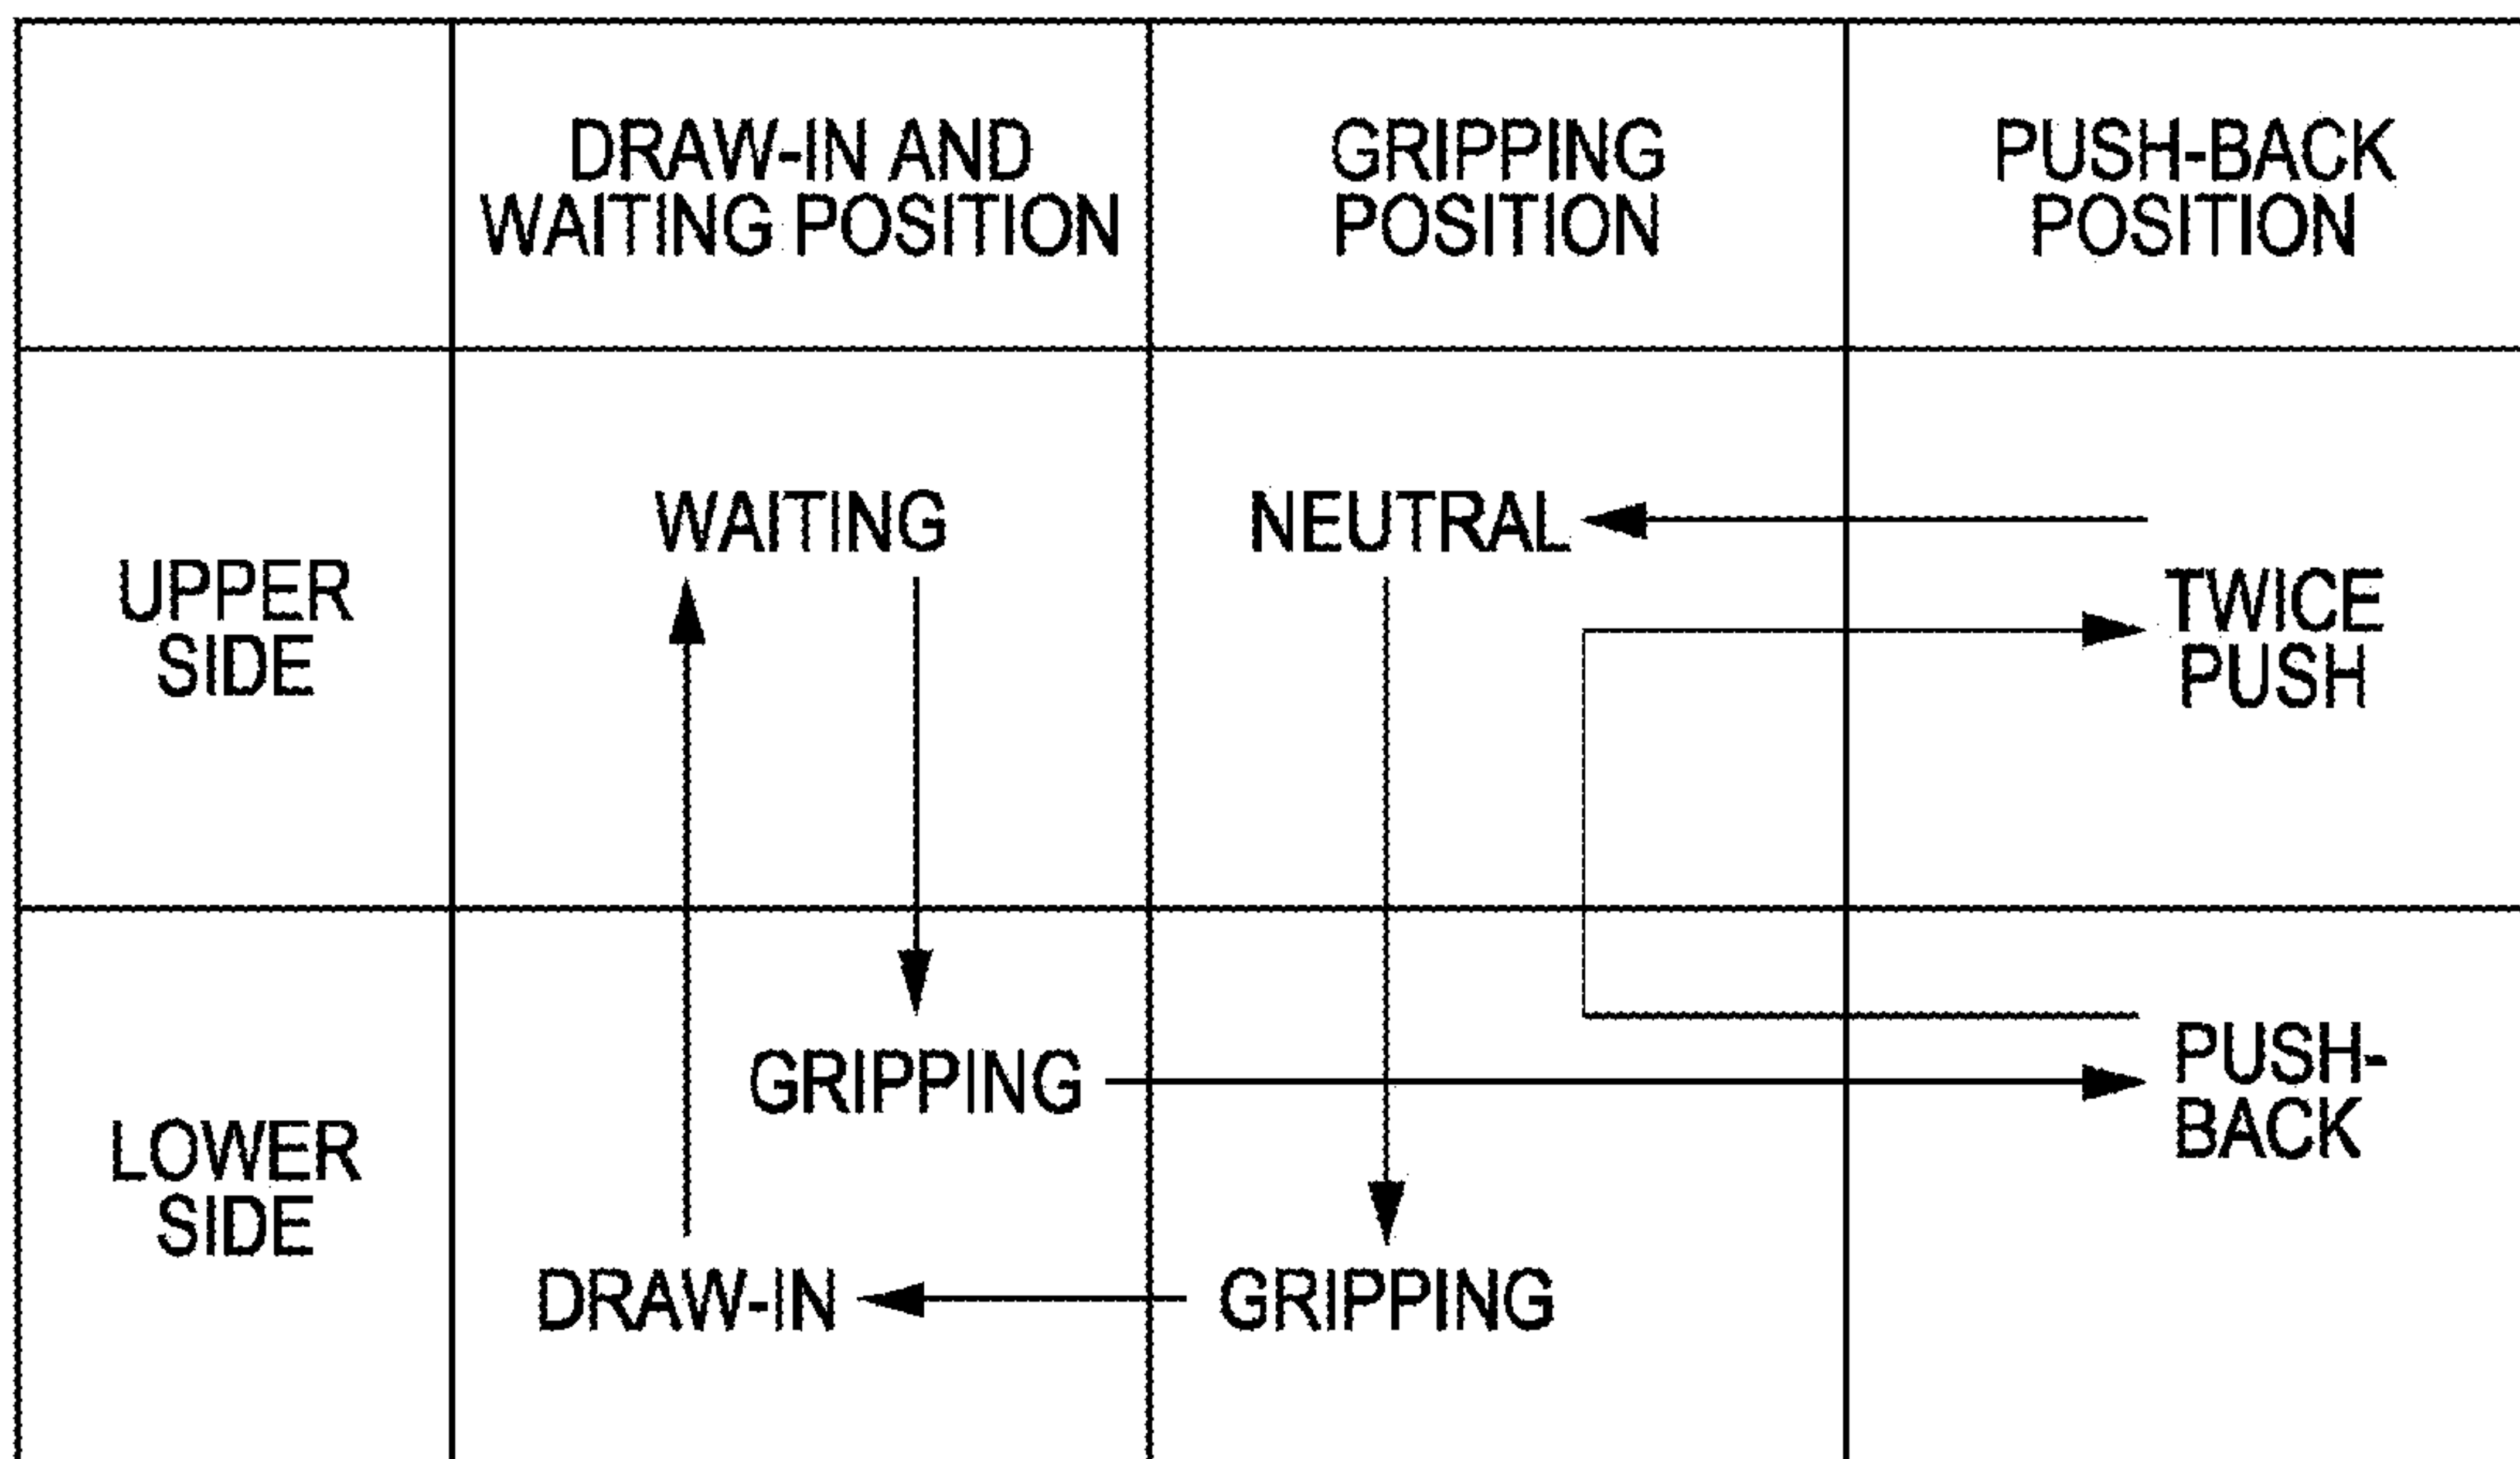 DRAW-IN AND
WAITING POSITION
GRIPPING
POSITION
PUSH-BACK
POSITION
UPPER
SIDE
WAITING
NEUTRAL
TWICE
PUSH
LOWER
SIDE
GRIPPING
PUSH-
BACK
DRAW-IN
GRIPPING